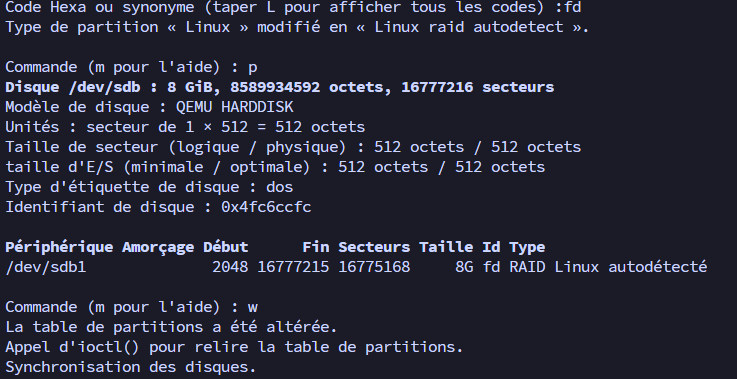 Code Hexa ou synonyme (taper L pour afficher tous les codes) :fd
Type de partition « Linux » modifié en « Linux raid autodetect ».
Commande (m pour l'aide) : p
Disque /dev/sdb : 8 GiB, 8589934592 octets, 16777216 secteurs
Modèle de disque : QEMU HARDDISK
Unités : secteur de 1 × 512 = 512 octets
Taille de secteur (logique / physique) : 512 octets / 512 octets
taille d'E/S (minimale / optimale) : 512 octets / 512 octets
Type d'étiquette de disque : dos
Identifiant de disque : 0x4fc6ccfc
Périphérique Amorçage Début Fin Secteurs Taille Id Type
/dev/sdb1 2048 16777215 16775168 8G fd RAID Linux autodétecté
Commande (m pour l'aide) : w
La table de partitions a été altérée.
Appel d'ioctl() pour relire la table de partitions.
Synchronisation des disques.